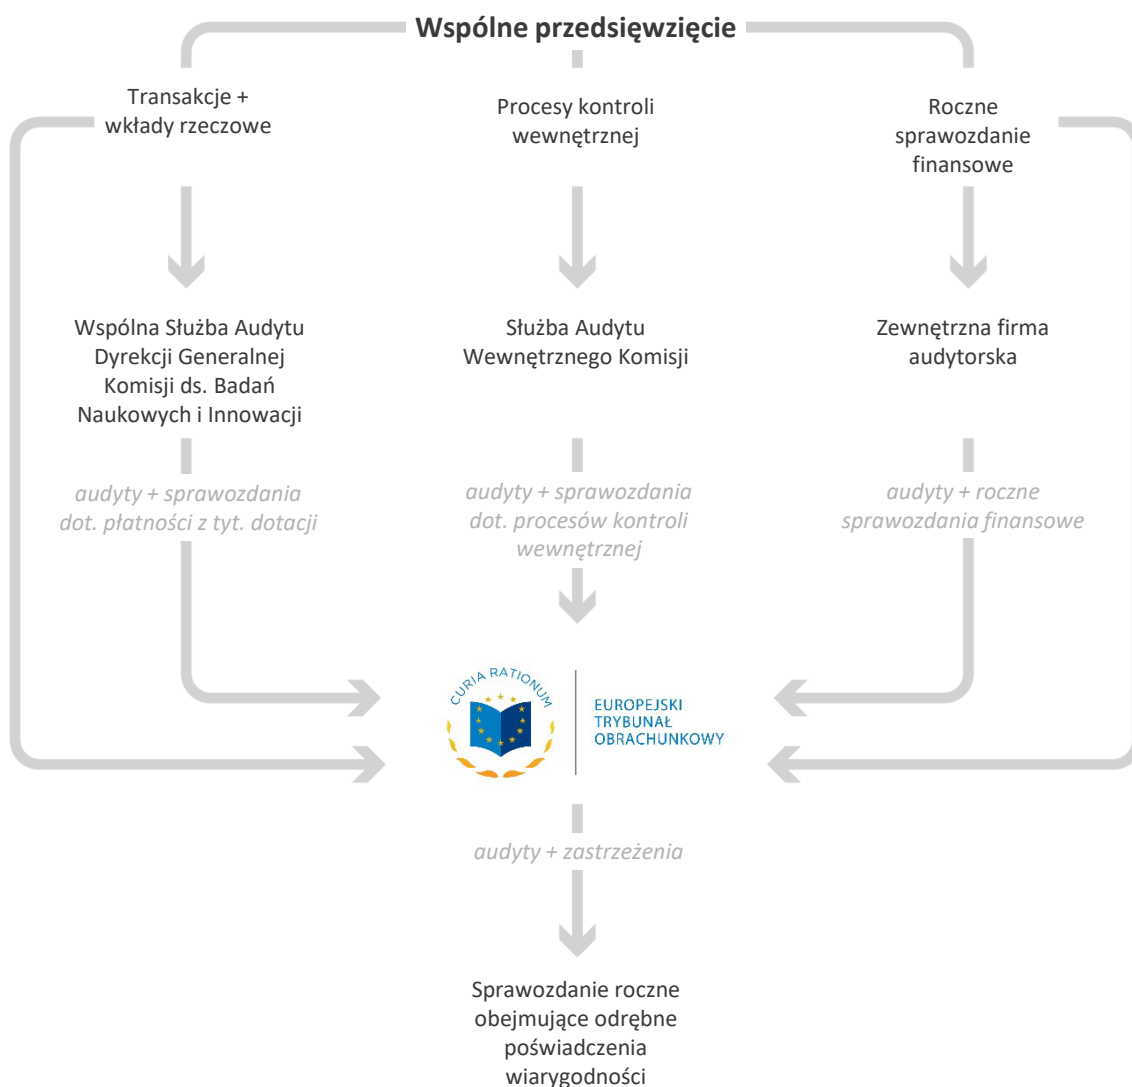 Wspólne przedsięwzięcie
Transakcje +
wkłady rzeczowe
Procesy kontroli
wewnętrznej
Roczne
sprawozdanie
finansowe
Wspólna Służba Audytu
Dyrekcji Generalnej
Komisji ds. Badań
Naukowych i Innowacji
Służba Audytu
Wewnętrznego Komisji
Zewnętrzna firma
audytorska
audyty + sprawozdania
dot. płatności z tyt. dotacji
audyty + sprawozdania
dot. procesów kontroli
wewnętrznej
audyty + roczne
sprawozdania finansowe
CURIA RATIONUM
EUROPEJSKI
TRYBUNAŁ
OBRACHUNKOWY
audyty + zastrzeżenia
Sprawozdanie roczne
obejmujące odrębne
poświadczenia
wiarygodności